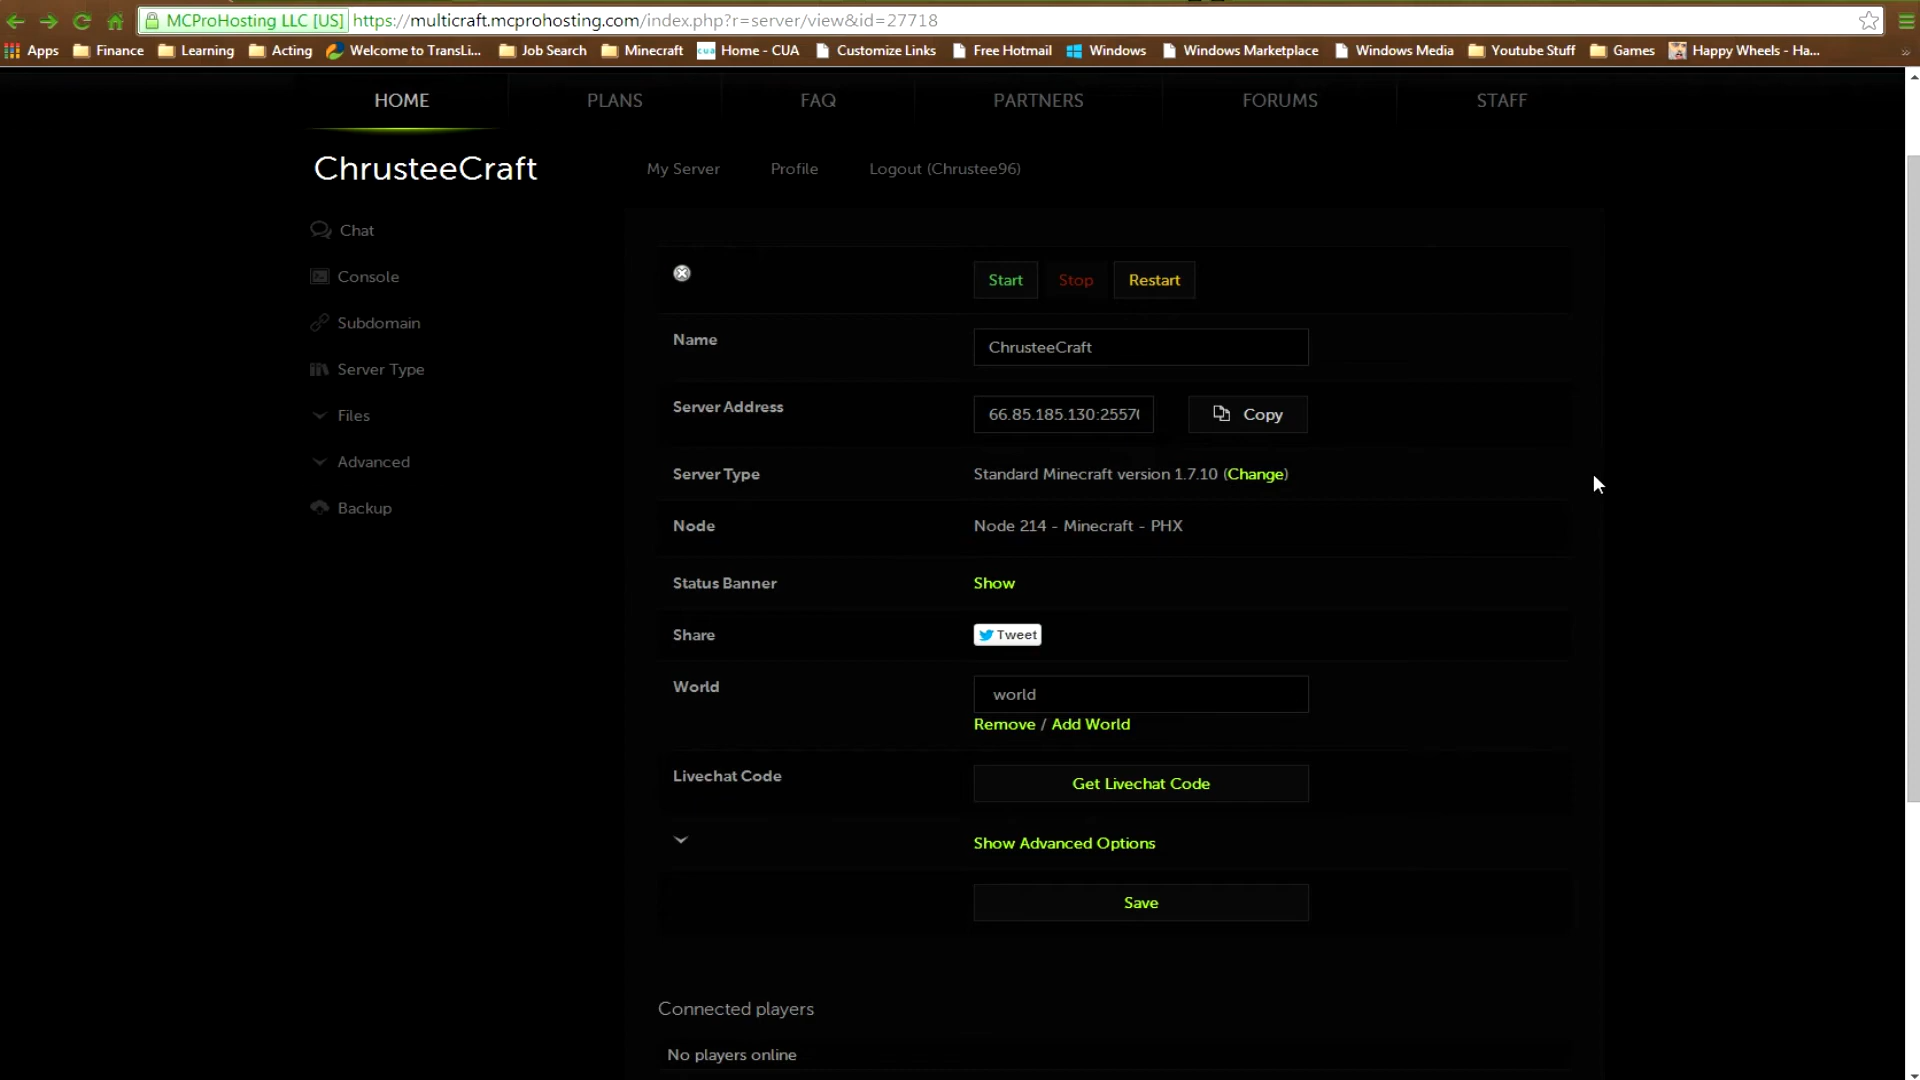 MCProHosting LLC [US] https://multicraft.mcprohosting.com/index.php?r=server/view&id=27718
Apps Finance Learning Acting Welcome to TransLi... Job Search Minecraft cua Home - CUA Customize Links Free Hotmail Windows Windows Marketplace Windows Media Youtube Stuff Games Happy Wheels - Ha... »
HOME PLANS FAQ PARTNERS FORUMS STAFF
ChrusteeCraft My Server Profile Logout (Chrustee96)
Chat
Console
Subdomain
Server Type
Files
Advanced
Backup
Start Stop Restart
Name ChrusteeCraft
Server Address 66.85.185.130:2557 Copy
Server Type Standard Minecraft version 1.7.10 (Change)
Node Node 214 - Minecraft - PHX
Status Banner Show
Share Tweet
World world
Remove / Add World
Livechat Code Get Livechat Code
Show Advanced Options
Save
Connected players
No players online